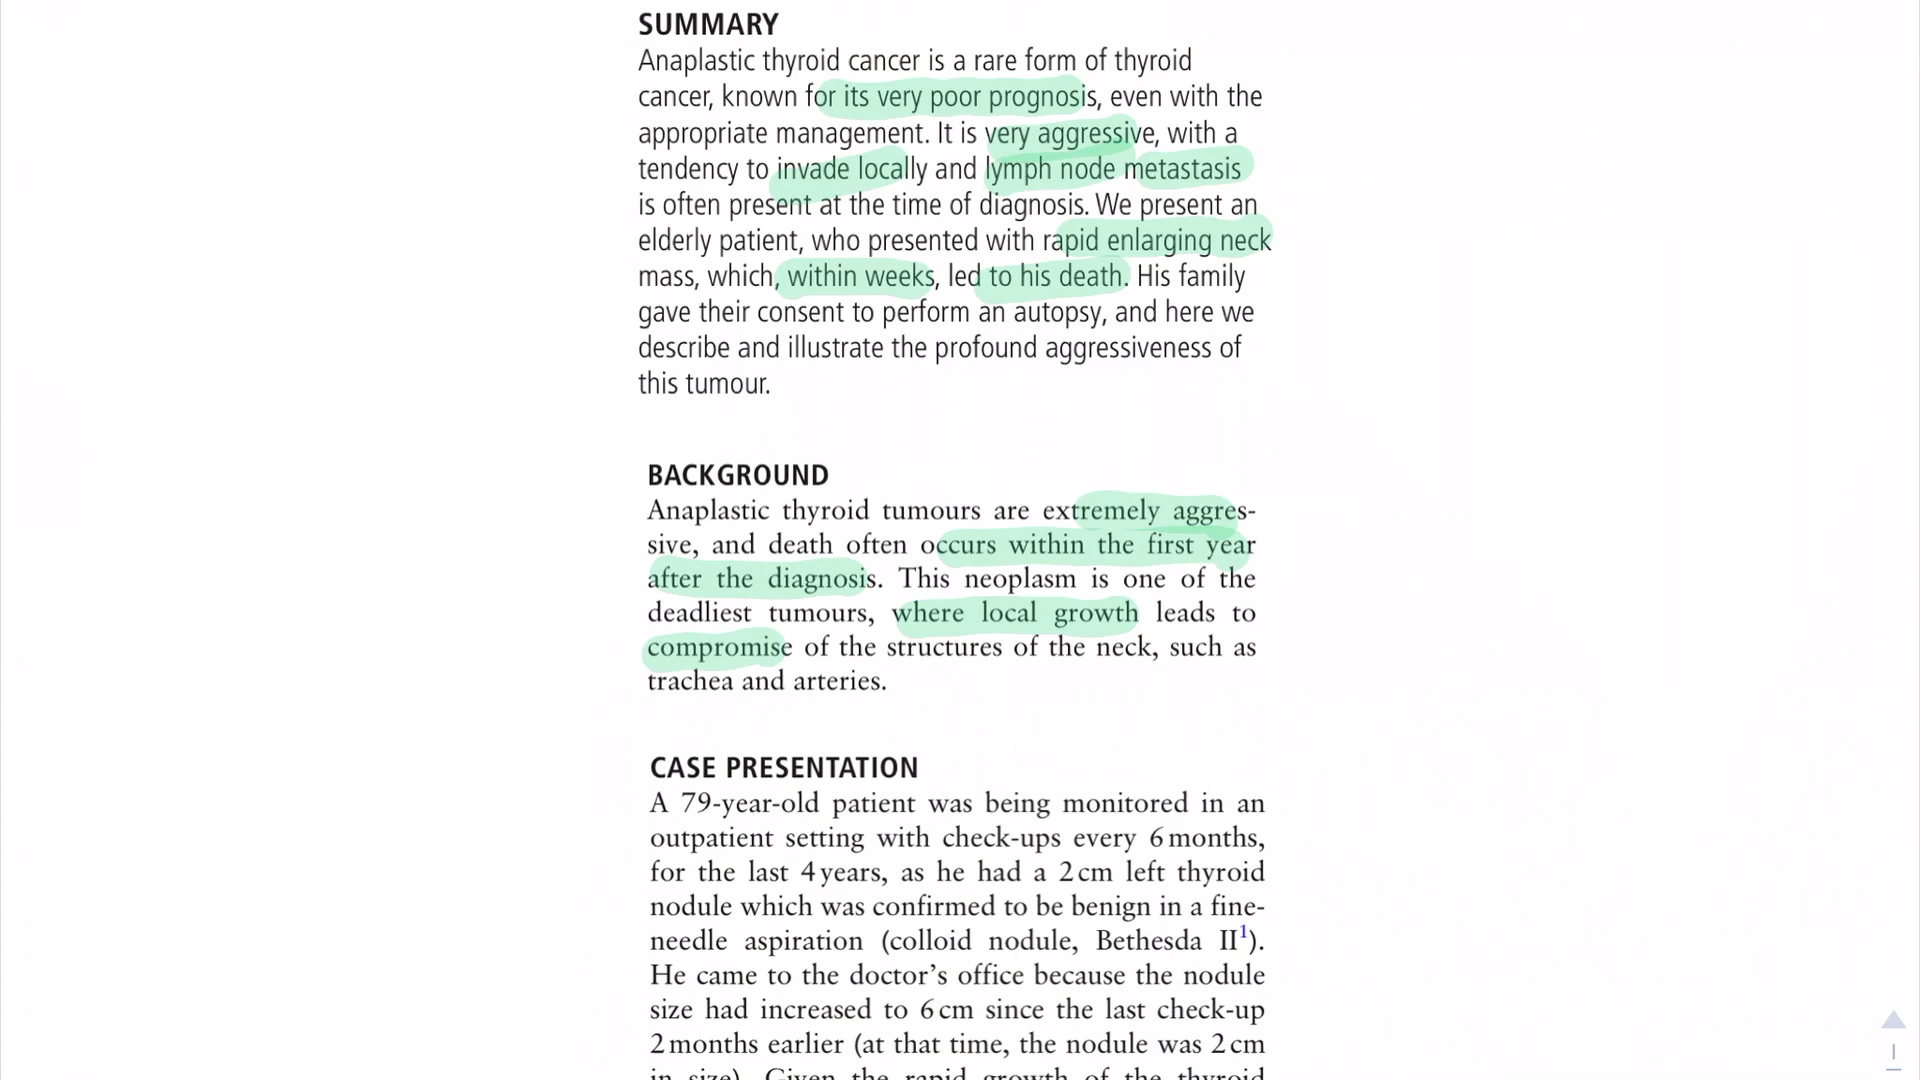 SUMMARY
Anaplastic thyroid cancer is a rare form of thyroid
cancer, known for its very poor prognosis, even with the
appropriate management. It is very aggressive, with a
tendency to invade locally and lymph node metastasis
is often present at the time of diagnosis. We present an
elderly patient, who presented with rapid enlarging neck
mass, which, within weeks, led to his death. His family
gave their consent to perform an autopsy, and here we
describe and illustrate the profound aggressiveness of
this tumour.
BACKGROUND
Anaplastic thyroid tumours are extremely aggres-
sive, and death often occurs within the first year
after the diagnosis. This neoplasm is one of the
deadliest tumours, where local growth leads to
compromise of the structures of the neck, such as
trachea and arteries.
CASE PRESENTATION
A 79-year-old patient was being monitored in an
outpatient setting with check-ups every 6 months,
for the last 4 years, as he had a 2 cm left thyroid
nodule which was confirmed to be benign in a fine-
needle aspiration (colloid nodule, Bethesda II1).
He came to the doctor's office because the nodule
size had increased to 6 cm since the last check-up
2 months earlier (at that time, the nodule was 2 cm
in size). Given the rapid growth of the thyroid